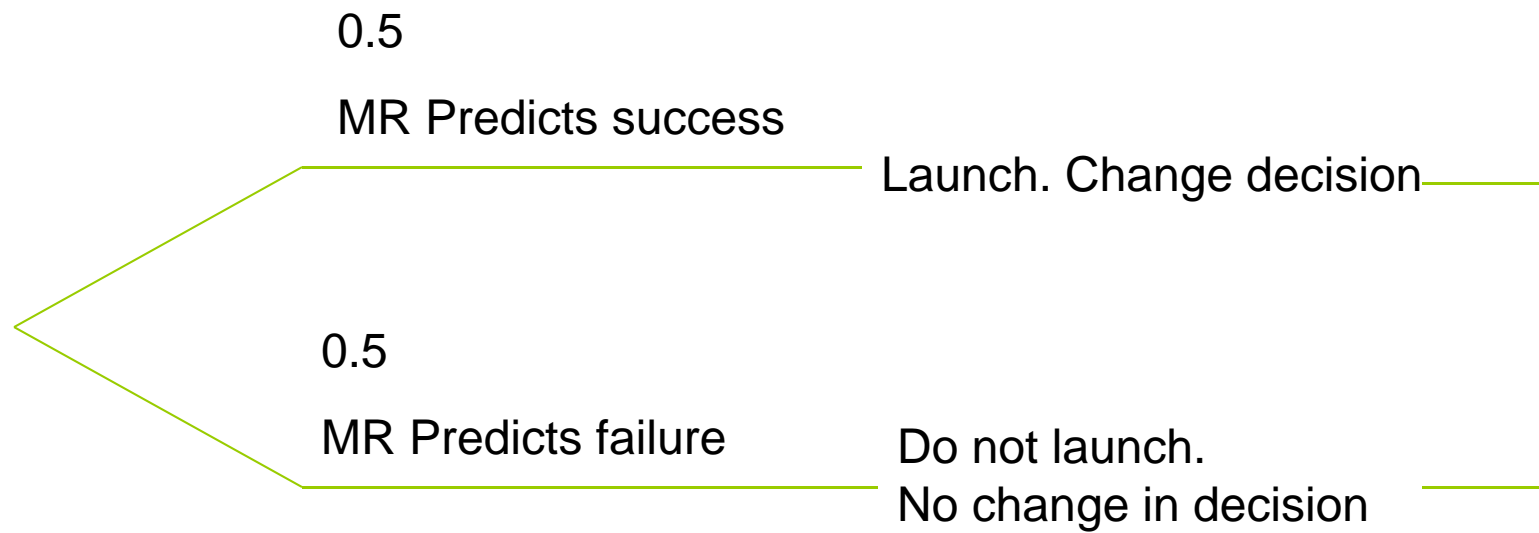 0.5
MR Predicts success
Launch. Change decision
0.5
MR Predicts failure
Do not launch.
No change in decision